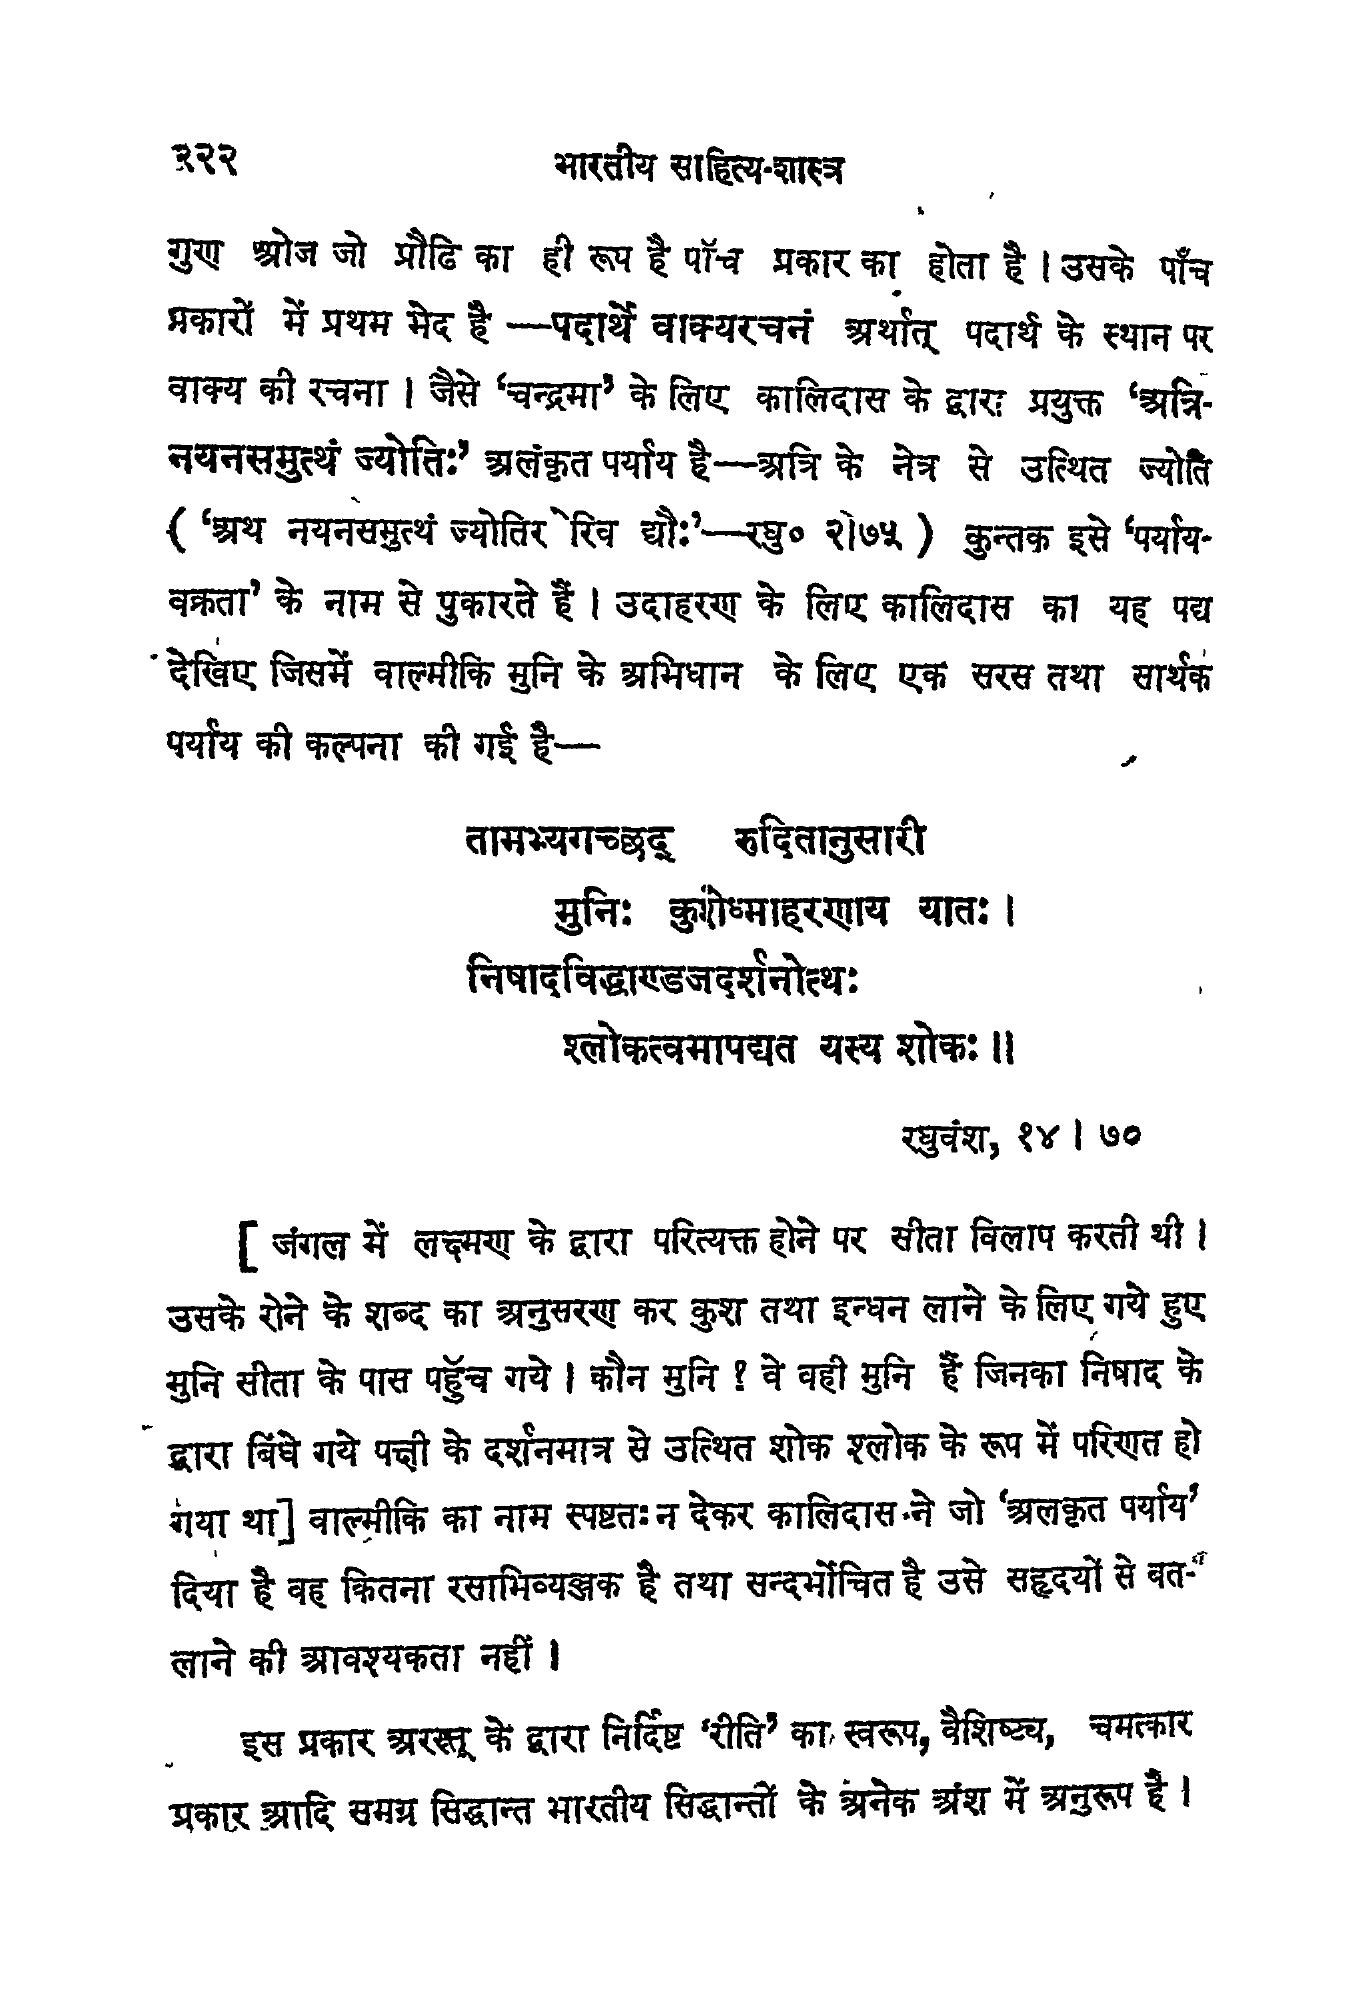 २२२ भारतीय साहित्य-शास्त्र
गुण ओज जो प्रौढि का ही रूप है पाॅच प्रकार का होता है । उसके पाँच
प्रकारों में प्रथम भेद है —पदार्थे वाक्यरचनं अर्थात् पदार्थ के स्थान पर
वाक्य की रचना । जैसे ‘चन्द्रमा’ के लिए कालिदास के द्वारा प्रयुक्त ‘अत्रि-
नयनसमुत्थं ज्योतिः’ अलंकृत पर्याय है—अत्रि के नेत्र से उत्थित ज्योति
( ‘अथ नयनसमुत्थं ज्योतिर रेरिव द्यौः’—रघु० २।७५ ) कुन्तक इसे ‘पर्याय-
वक्रता’ के नाम से पुकारते हैं । उदाहरण के लिए कालिदास का यह पद्य
देखिए जिसमें वाल्मीकि मुनि के अभिधान के लिए एक सरस तथा सार्थक
पर्याय की कल्पना की गई है—
तामभ्यगच्छद् रुदितानुसारी
मुनिः कुशेध्माहरणाय यातः ।
निषादविद्धाण्डजदर्शनोत्थः
श्लोकत्वमापद्यत यस्य शोकः ॥
रघुवंश, १४ । ७०
[ जंगल में लक्ष्मण के द्वारा परित्यक्त होने पर सीता विलाप करती थी ।
उसके रोने के शब्द का अनुसरण कर कुश तथा इन्धन लाने के लिए गये हुए
मुनि सीता के पास पहुॅच गये । कौन मुनि ? वे वही मुनि हैं जिनका निषाद के
द्वारा बिंधे गये पक्षी के दर्शनमात्र से उत्थित शोक श्लोक के रूप में परिणत हो
गया था ] वाल्मीकि का नाम स्पष्टतः न देकर कालिदास ने जो ‘अलकृत पर्याय’
दिया है वह कितना रसाभिव्यञ्जक है तथा सन्दर्भोचित है उसे सहृदयों से बत-
लाने की आवश्यकता नहीं ।
इस प्रकार अरस्तू के द्वारा निर्दिष्ट ‘रीति’ का स्वरूप, वैशिष्ट्य, चमत्कार
प्रकार आदि समग्र सिद्धान्त भारतीय सिद्धान्तों के अनेक अंश में अनुरूप है ।